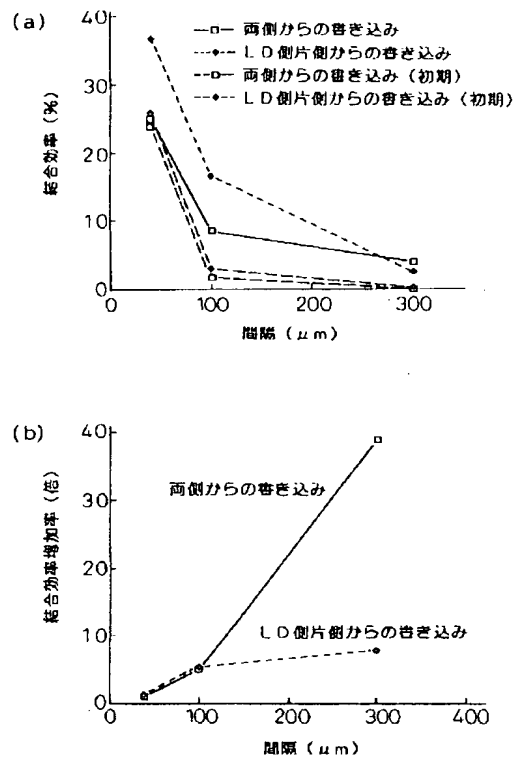 (a)
40
30
20
10
0
結合効率(%)
両側からの書き込み
LD側片側からの書き込み
両側からの書き込み(初期)
LD側片側からの書き込み(初期)
0 100 200 300
間隔(μm)
(b)
40
30
20
10
0
結合効率増加率(倍)
両側からの書き込み
LD側片側からの書き込み
0 100 200 300 400
間隔(μm)